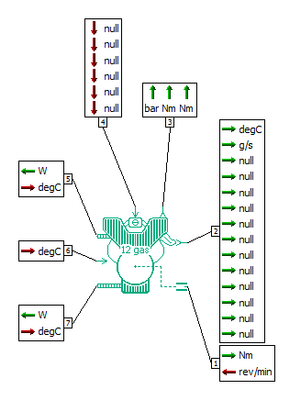 null
null
null
null
null
null
4
bar Nm Nm
3
degC
g/s
null
null
null
null
null
null
null
null
null
null
null
null
2
W
degC
5
12 gas
degC
6
W
degC
7
1
Nm
rev/min